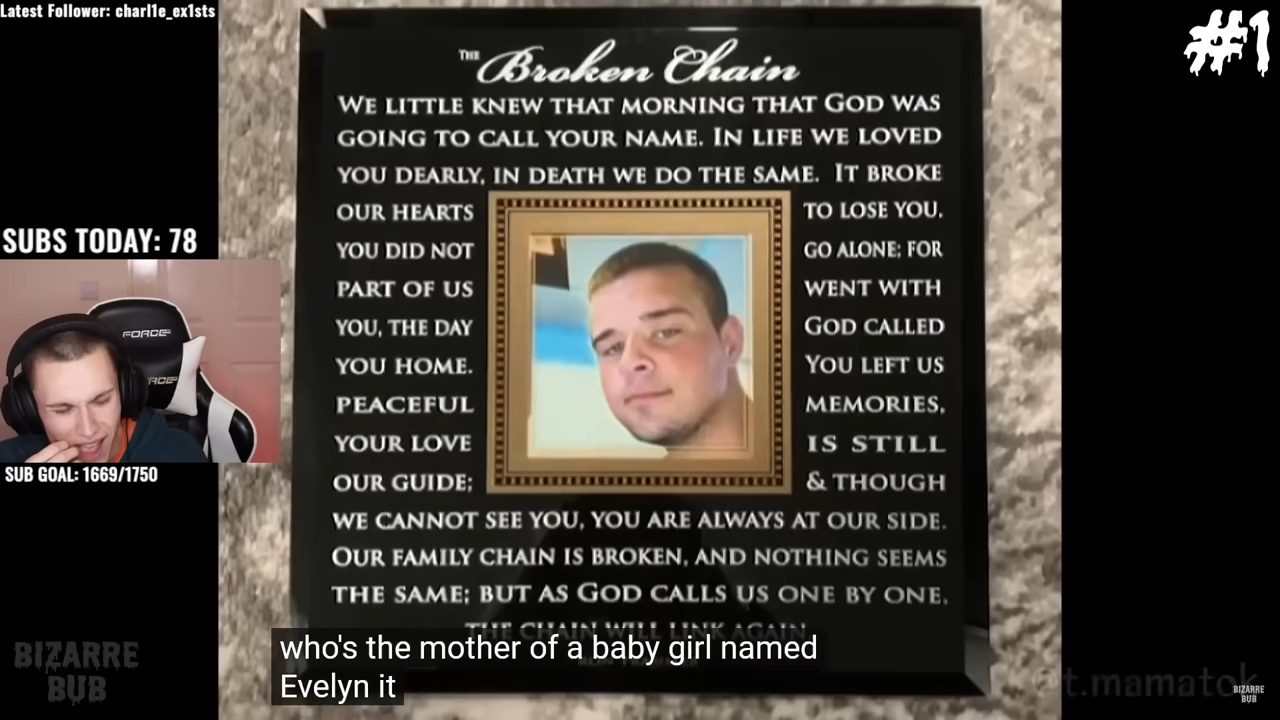 Latest Follower: charl1e_ex1sts
#1
THE Broken Chain
WE LITTLE KNEW THAT MORNING THAT GOD WAS
GOING TO CALL YOUR NAME. IN LIFE WE LOVED
YOU DEARLY, IN DEATH WE DO THE SAME. IT BROKE
OUR HEARTS TO LOSE YOU.
YOU DID NOT GO ALONE; FOR
PART OF US WENT WITH
YOU, THE DAY GOD CALLED
YOU HOME. YOU LEFT US
PEACEFUL MEMORIES,
YOUR LOVE IS STILL
OUR GUIDE; & THOUGH
WE CANNOT SEE YOU, YOU ARE ALWAYS AT OUR SIDE.
OUR FAMILY CHAIN IS BROKEN, AND NOTHING SEEMS
THE SAME; BUT AS GOD CALLS US ONE BY ONE,
THE CHAIN WILL LINK AGAIN
SUBS TODAY: 78
FORCE
SUB GOAL: 1669/1750
who's the mother of a baby girl named
Evelyn it
BIZARRE
BUB
t.mamatok
BIZARRE
BUB